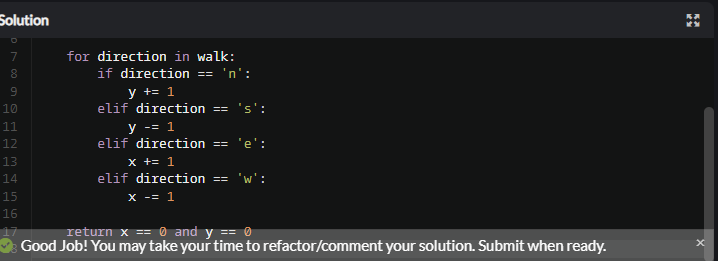 Solution
6
7 for direction in walk:
8 if direction == 'n':
9 y += 1
10 elif direction == 's':
11 y -= 1
12 elif direction == 'e':
13 x += 1
14 elif direction == 'w':
15 x -= 1
16
17 return x == 0 and y == 0
Good Job! You may take your time to refactor/comment your solution. Submit when ready. ×